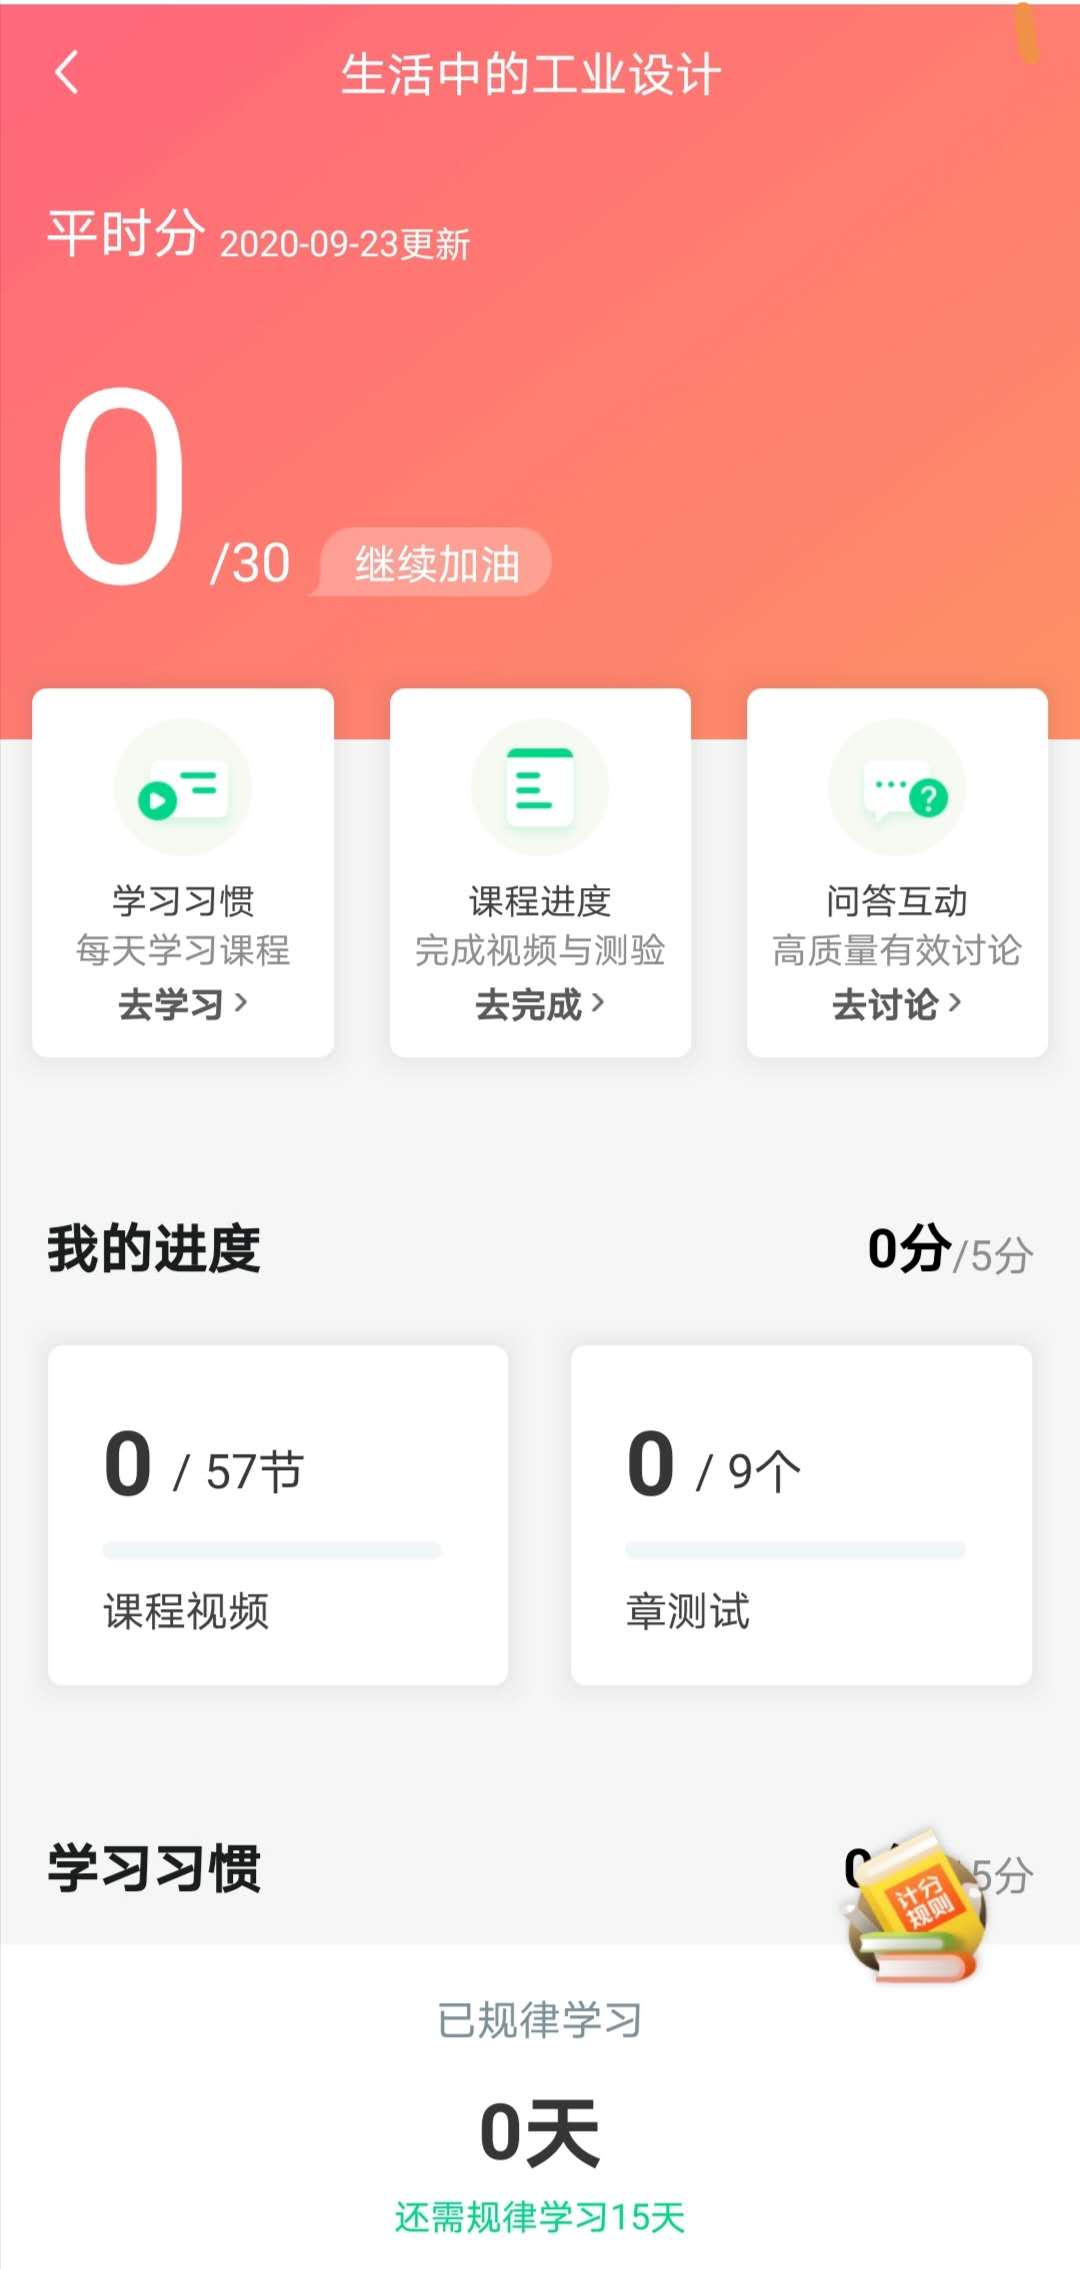 生活中的工业设计
平时分 2020-09-23更新
0 /30 继续加油
学习习惯
每天学习课程
去学习
课程进度
完成视频与测验
去完成
问答互动
高质量有效讨论
去讨论
我的进度 0分/5分
0 / 57节
课程视频
0 / 9个
章测试
学习习惯 5分
计分
规则
已规律学习
0天
还需规律学习15天